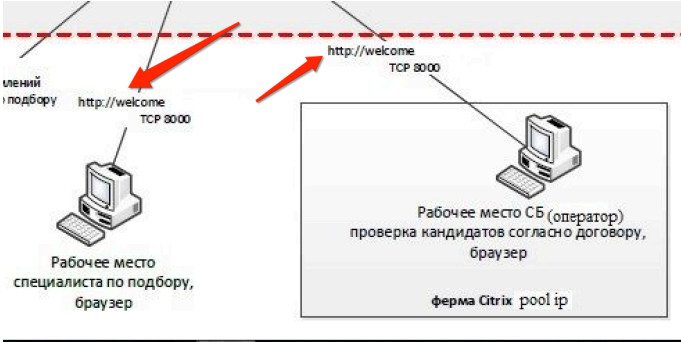 http://welcome
TCP 8000
подбору
http://welcome
TCP 8000
Рабочее место СБ (оператор)
проверка кандидатов согласно договору,
браузер
Рабочее место
специалиста по подбору,
браузер
ферма Citrix pool ip